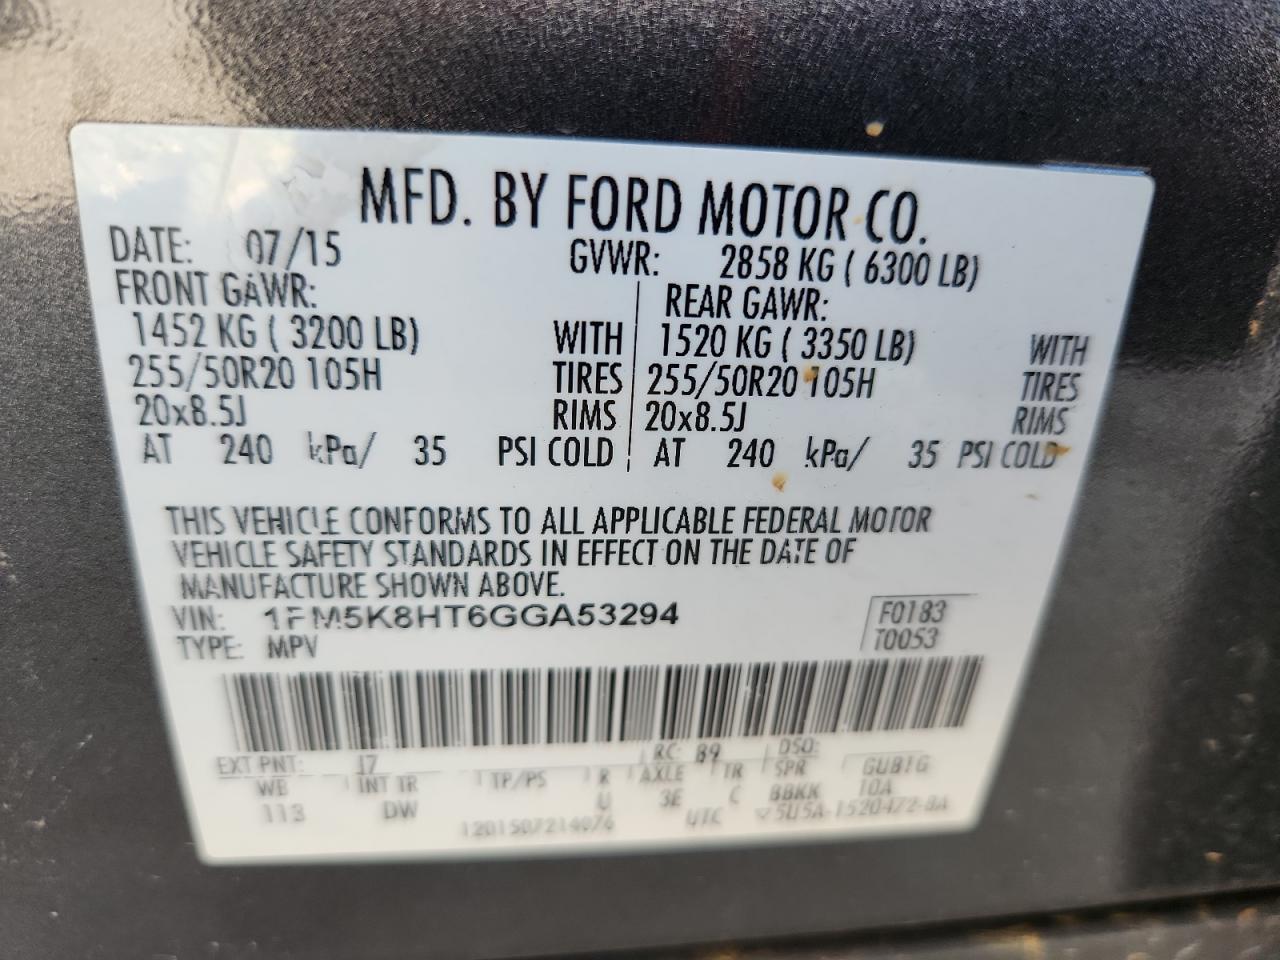 MFD. BY FORD MOTOR CO.
DATE: 07/15 GVWR: 2858 KG ( 6300 LB)
FRONT GAWR: REAR GAWR:
1452 KG ( 3200 LB) WITH 1520 KG ( 3350 LB) WITH
255/50R20 105H TIRES 255/50R20 105H TIRES
20x8.5J RIMS 20x8.5J RIMS
AT 240 kPa/ 35 PSI COLD AT 240 kPa/ 35 PSI COLD
THIS VEHICLE CONFORMS TO ALL APPLICABLE FEDERAL MOTOR
VEHICLE SAFETY STANDARDS IN EFFECT ON THE DATE OF
MANUFACTURE SHOWN ABOVE.
VIN: 1FM5K8HT6GGA53294 F0183
TYPE: MPV T0053
EXT PNT: J7 RC: 89 DSO:
WB INT TR TP/PS R AXLE TR SPR GUB1G
113 DW U 3E C BBKK 10A
1201507214076 UTC